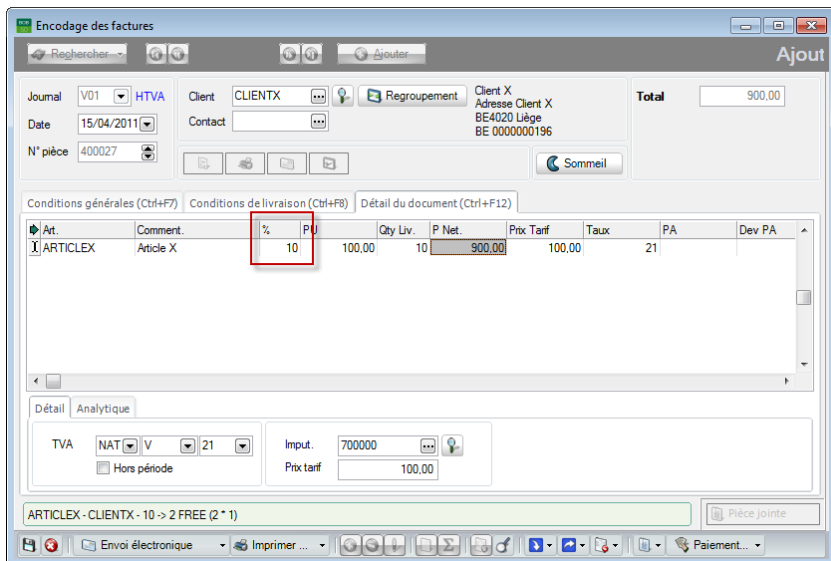 BOB Encodage des factures
Rechercher Ajouter Ajout
Journal V01 HTVA Client CLIENTX Regroupement Client X Total 900,00
Adresse Client X
Date 15/04/2011 Contact BE4020 Liège
BE 0000000196
N° pièce 400027
Sommeil
Conditions générales (Ctrl+F7) Conditions de livraison (Ctrl+F8) Détail du document (Ctrl+F12)
Art. Comment. % PU Qty Liv. P Net. Prix Tarif Taux PA Dev PA
ARTICLEX Article X 10 100,00 10 900,00 100,00 21
Détail Analytique
TVA NAT V 21 Imput. 700000
Hors période Prix tarif 100,00
ARTICLEX - CLIENTX - 10 -> 2 FREE (2 * 1) Pièce jointe
Envoi électronique Imprimer ... Paiement...